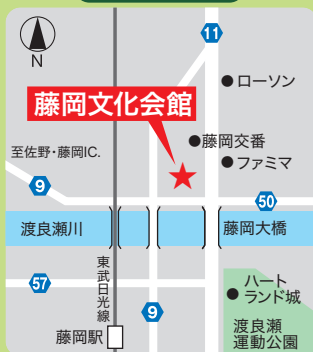 N
11
ローソン
藤岡文化会館
藤岡交番
ファミマ
至佐野・藤岡IC.
9
50
渡良瀬川
藤岡大橋
東武日光線
57
9
ハート
ランド城
藤岡駅
渡良瀬
運動公園